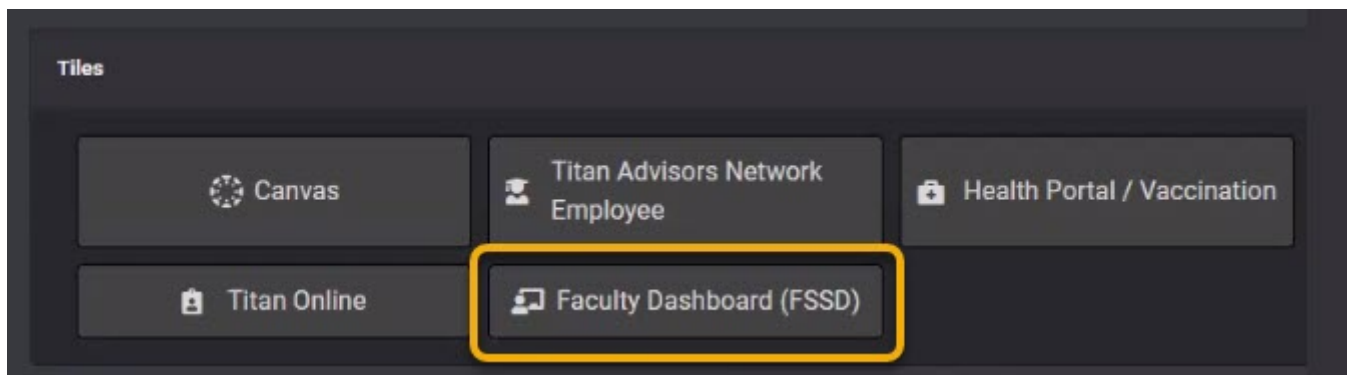 Tiles
Canvas
Titan Advisors Network
Employee
Health Portal / Vaccination
Titan Online
Faculty Dashboard (FSSD)